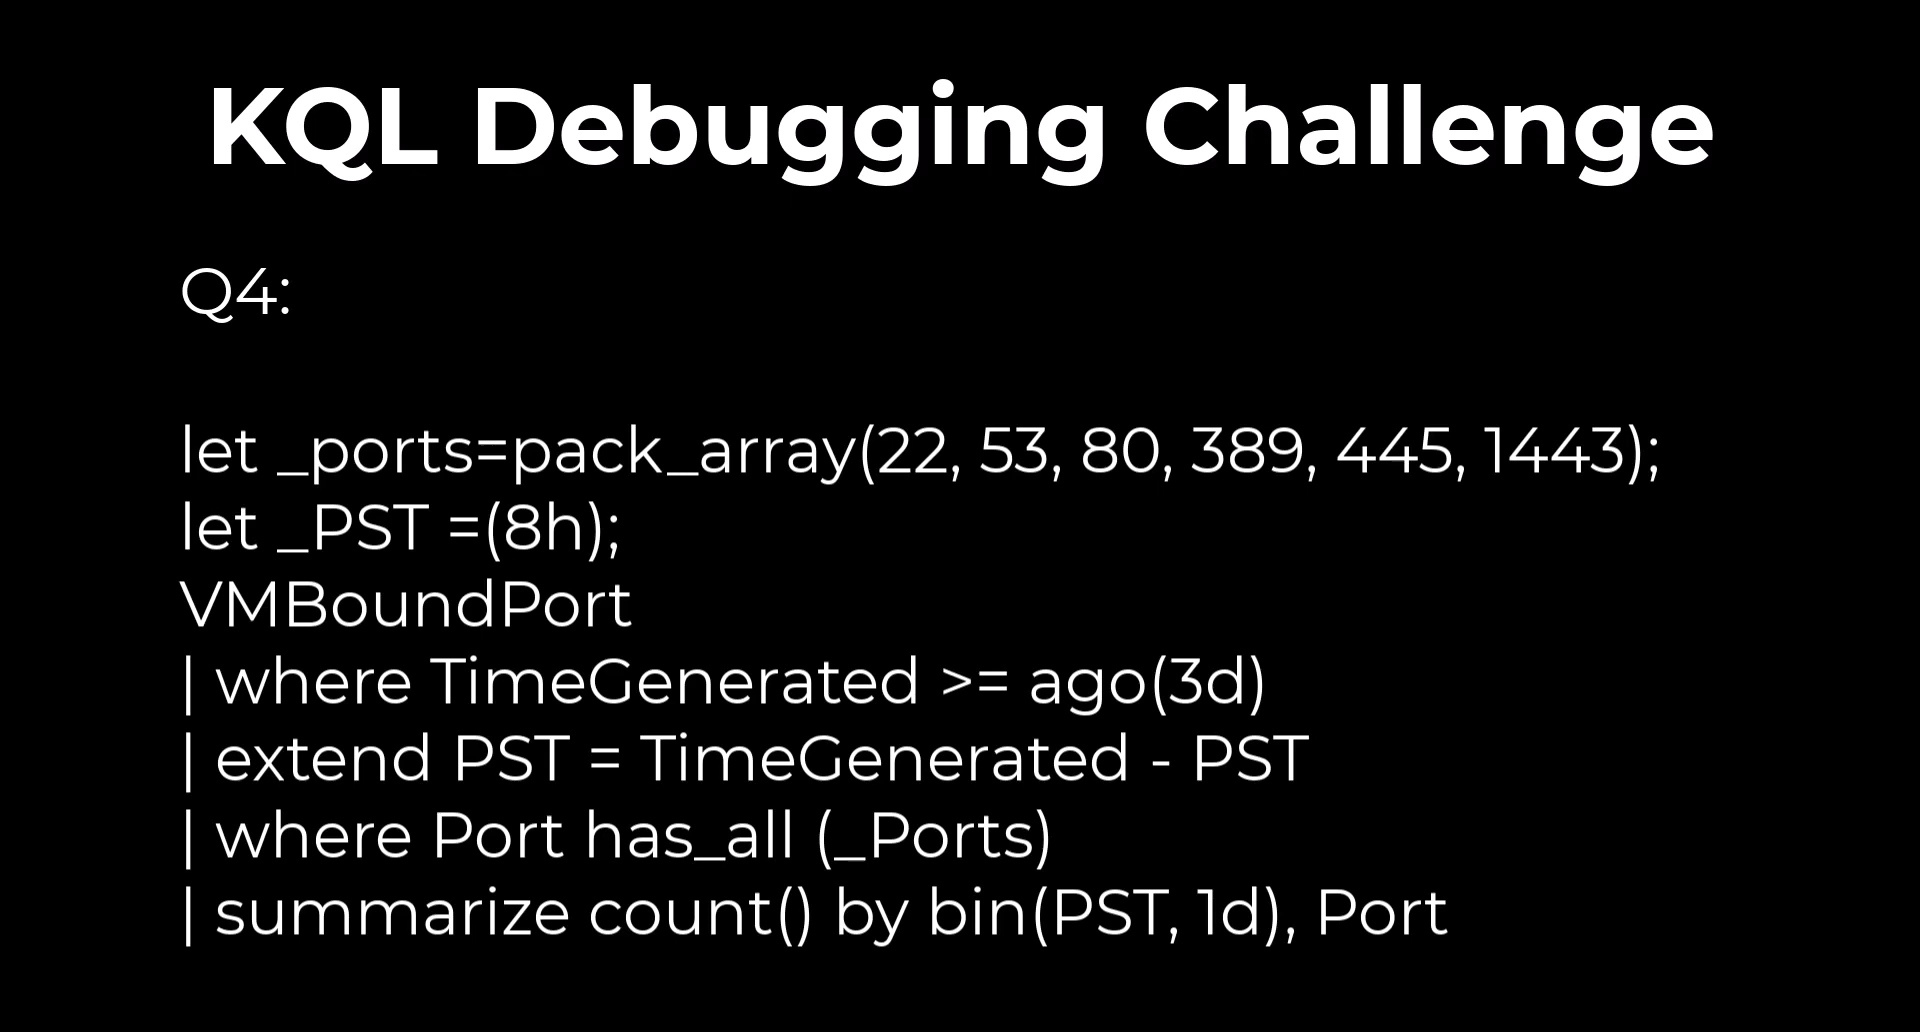 KQL Debugging Challenge
Q4:
let _ports=pack_array(22, 53, 80, 389, 445, 1443);
let _PST =(8h);
VMBoundPort
| where TimeGenerated >= ago(3d)
| extend PST = TimeGenerated - PST
| where Port has_all (_Ports)
| summarize count() by bin(PST, 1d), Port